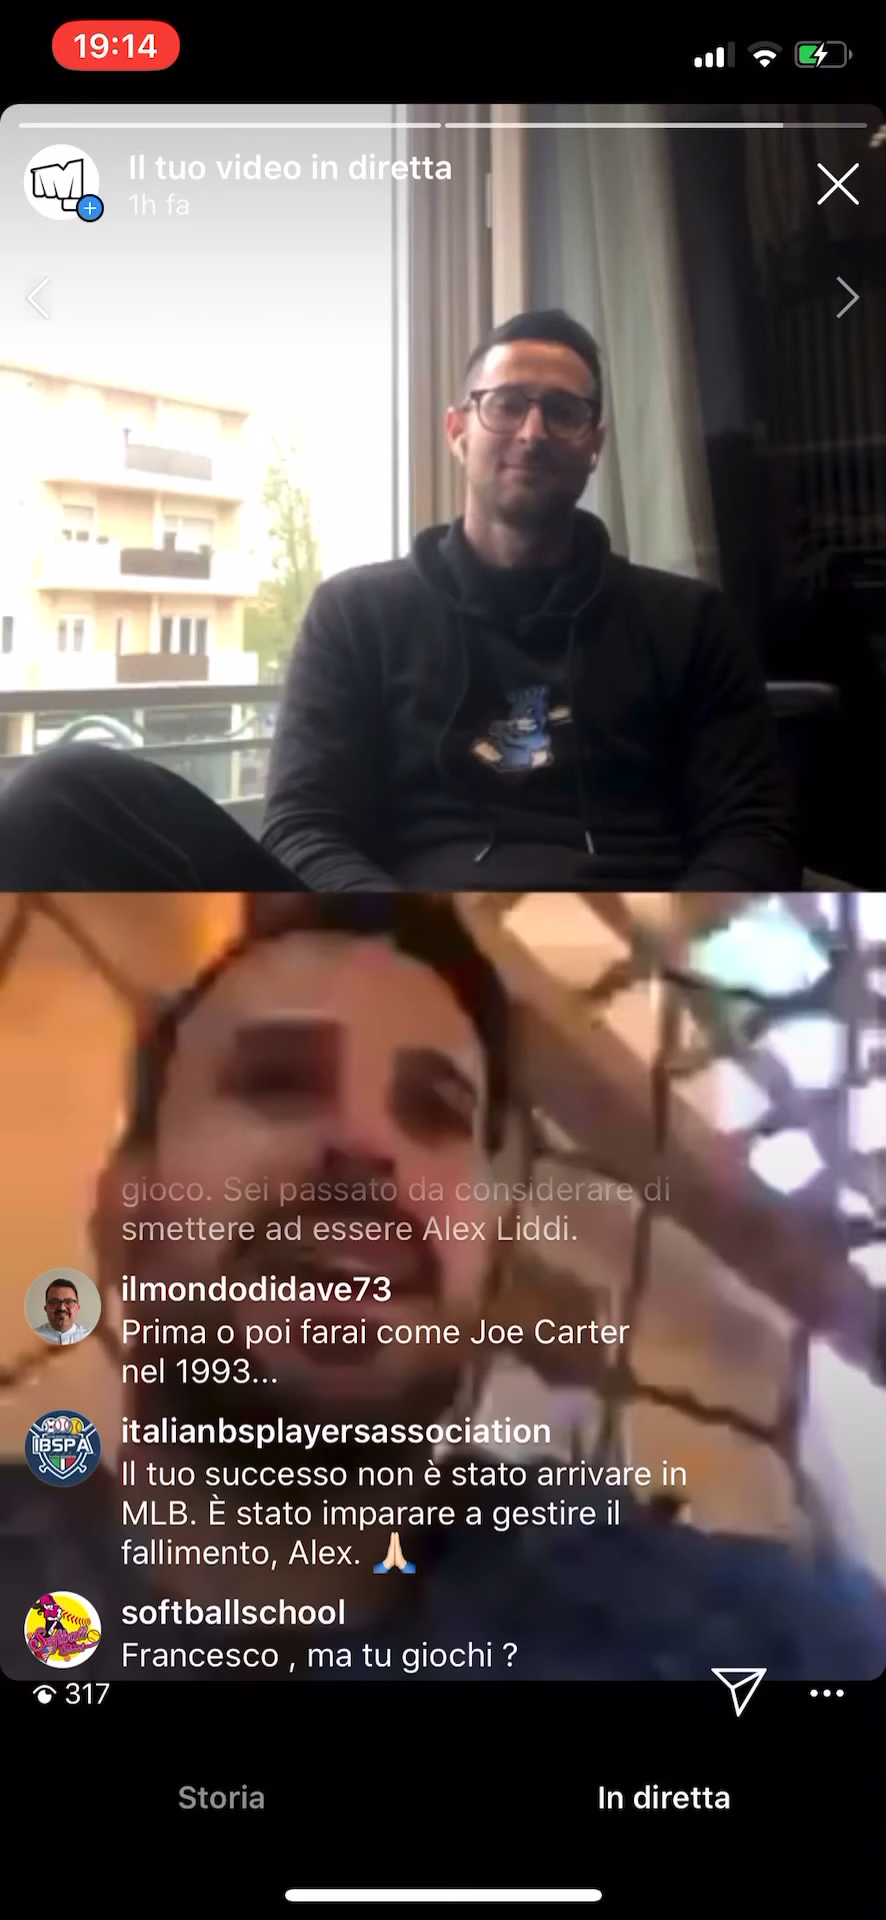 19:14
Il tuo video in diretta
1h fa
gioco. Sei passato da considerare di
smettere ad essere Alex Liddi.
ilmondodidave73
Prima o poi farai come Joe Carter
nel 1993...
IBSPA
italianbsplayersassociation
Il tuo successo non è stato arrivare in
MLB. È stato imparare a gestire il
fallimento, Alex. 🙏🏻
Softball
softballschool
Francesco , ma tu giochi ?
317
Storia
In diretta